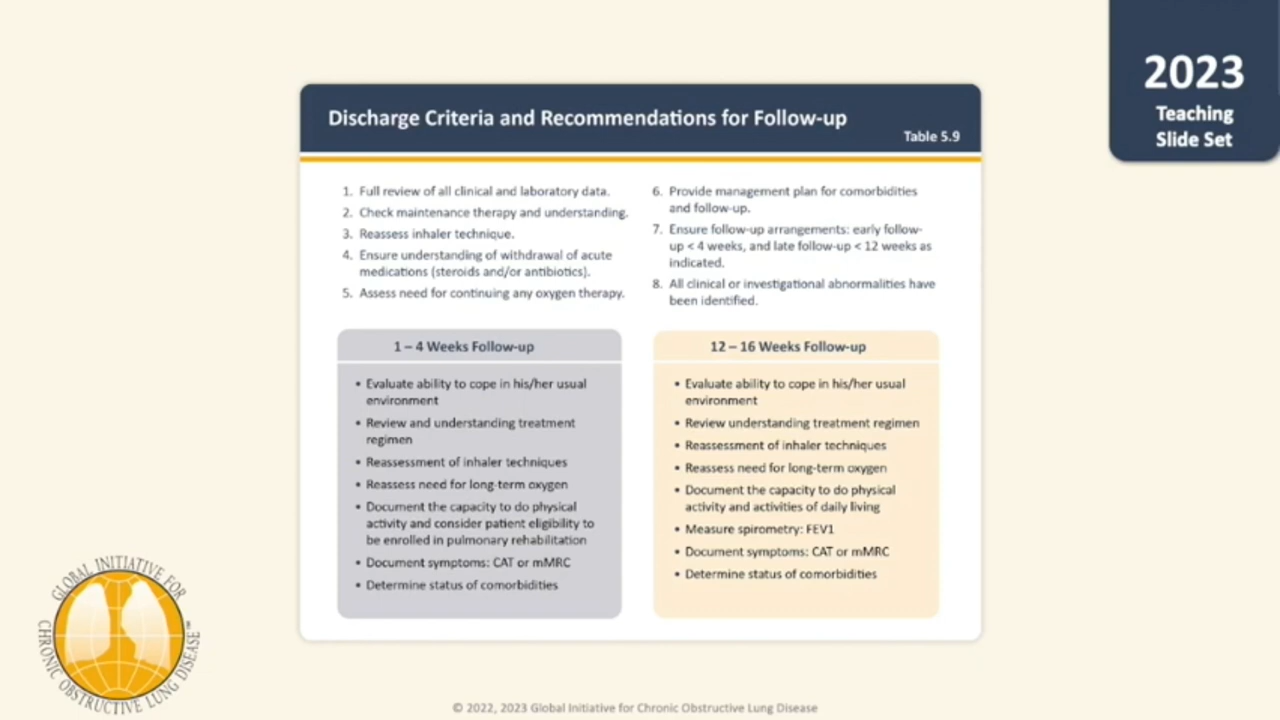 2023
Teaching
Slide Set
Discharge Criteria and Recommendations for Follow-up
Table 5.9
1. Full review of all clinical and laboratory data.
2. Check maintenance therapy and understanding.
3. Reassess inhaler technique.
4. Ensure understanding of withdrawal of acute
medications (steroids and/or antibiotics).
5. Assess need for continuing any oxygen therapy.
6. Provide management plan for comorbidities
and follow-up.
7. Ensure follow-up arrangements: early follow-
up < 4 weeks, and late follow-up < 12 weeks as
indicated.
8. All clinical or investigational abnormalities have
been identified.
1 – 4 Weeks Follow-up
• Evaluate ability to cope in his/her usual
environment
• Review and understanding treatment
regimen
• Reassessment of inhaler techniques
• Reassess need for long-term oxygen
• Document the capacity to do physical
activity and consider patient eligibility to
be enrolled in pulmonary rehabilitation
• Document symptoms: CAT or mMRC
• Determine status of comorbidities
12 – 16 Weeks Follow-up
• Evaluate ability to cope in his/her usual
environment
• Review understanding treatment regimen
• Reassessment of inhaler techniques
• Reassess need for long-term oxygen
• Document the capacity to do physical
activity and activities of daily living
• Measure spirometry: FEV1
• Document symptoms: CAT or mMRC
• Determine status of comorbidities
GLOBAL INITIATIVE FOR
CHRONIC OBSTRUCTIVE LUNG DISEASE™
© 2022, 2023 Global Initiative for Chronic Obstructive Lung Disease